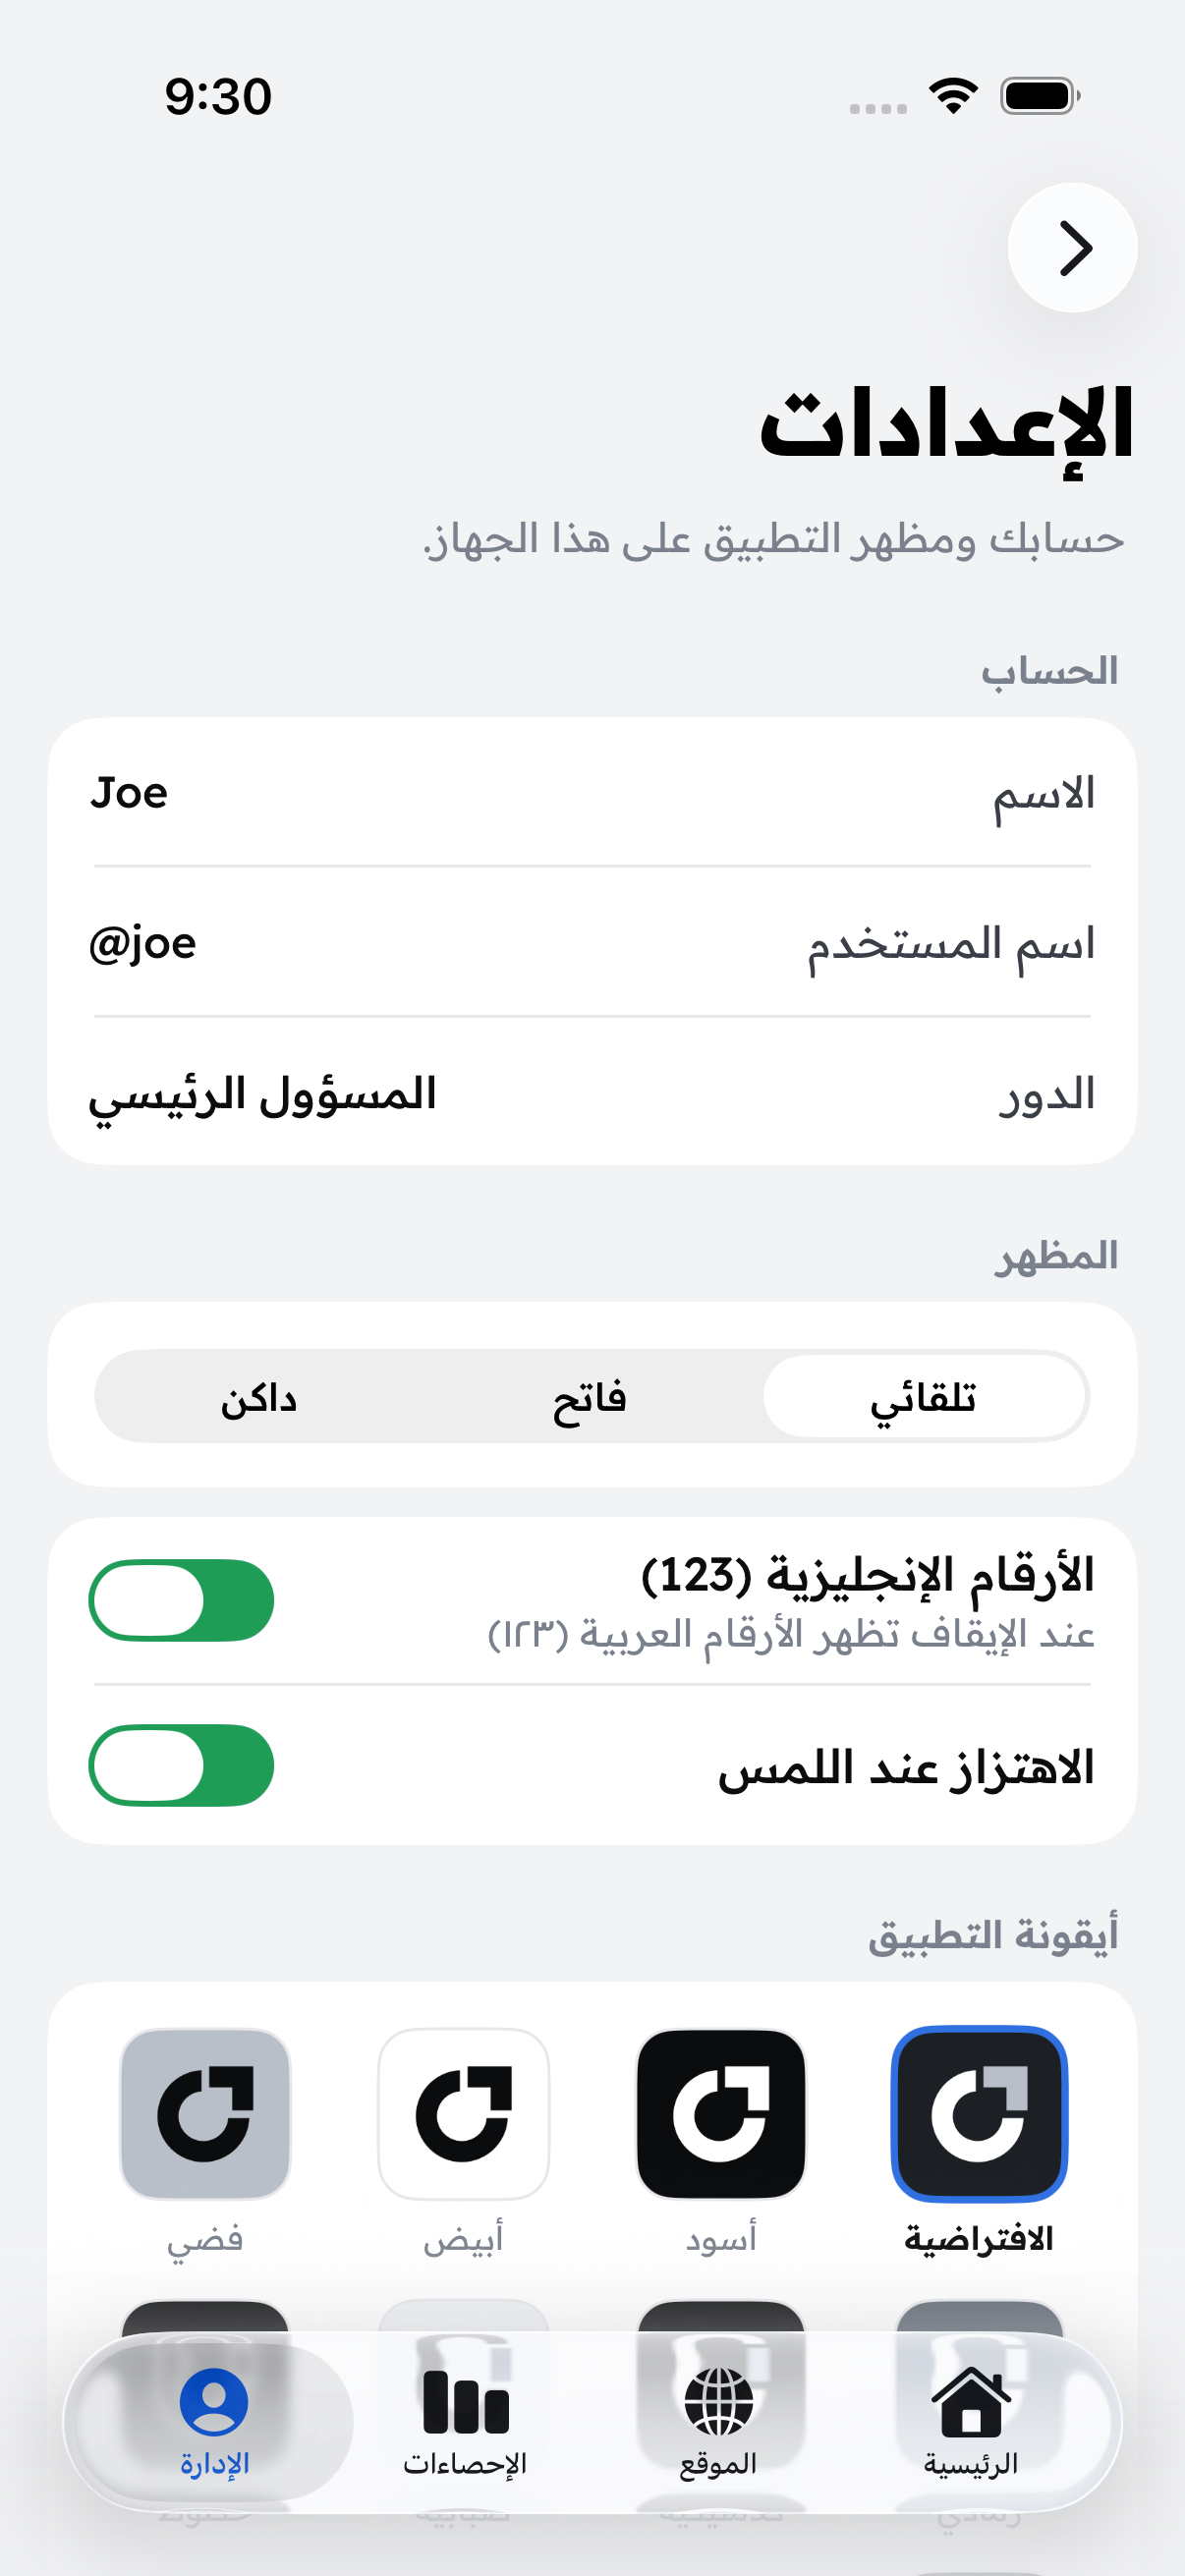 9:30
الإعدادات
حسابك ومظهر التطبيق على هذا الجهاز.
الحساب
الاسم Joe
اسم المستخدم @joe
الدور المسؤول الرئيسي
المظهر
تلقائي فاتح داكن
الأرقام الإنجليزية (123)
عند الإيقاف تظهر الأرقام العربية (١٢٣)
الاهتزاز عند اللمس
أيقونة التطبيق
الافتراضية أسود أبيض فضي
الرئيسية الموقع الإحصاءات الإدارة